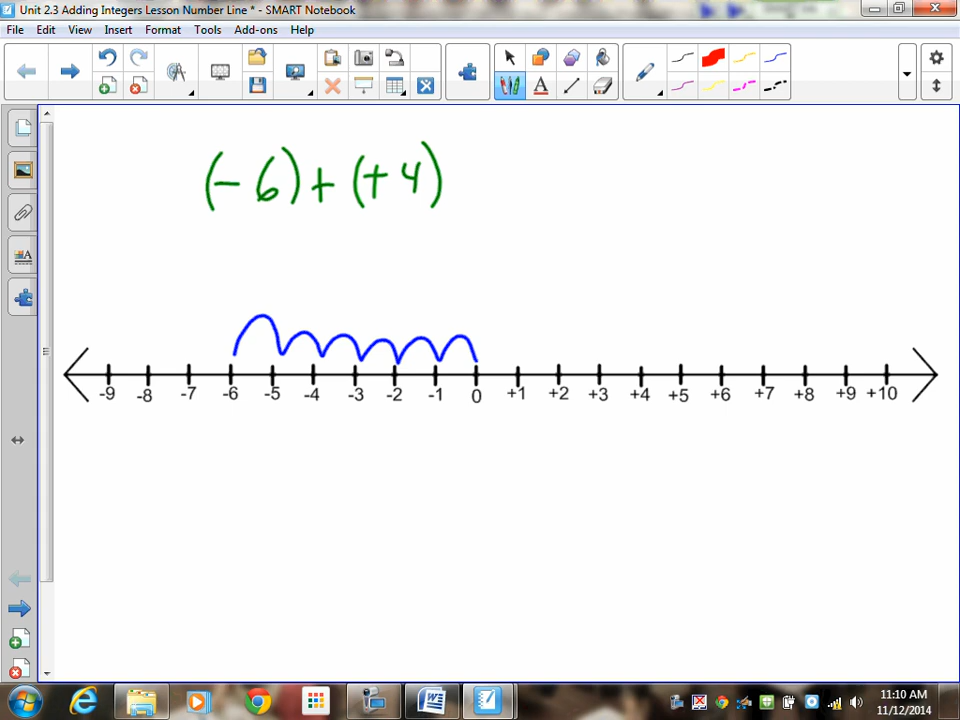 Unit 2.3 Adding Integers Lesson Number Line * - SMART Notebook
File Edit View Insert Format Tools Add-ons Help
(- 6) + (+ 4)
-9 -8 -7 -6 -5 -4 -3 -2 -1 0 +1 +2 +3 +4 +5 +6 +7 +8 +9 +10
11:10 AM
11/12/2014